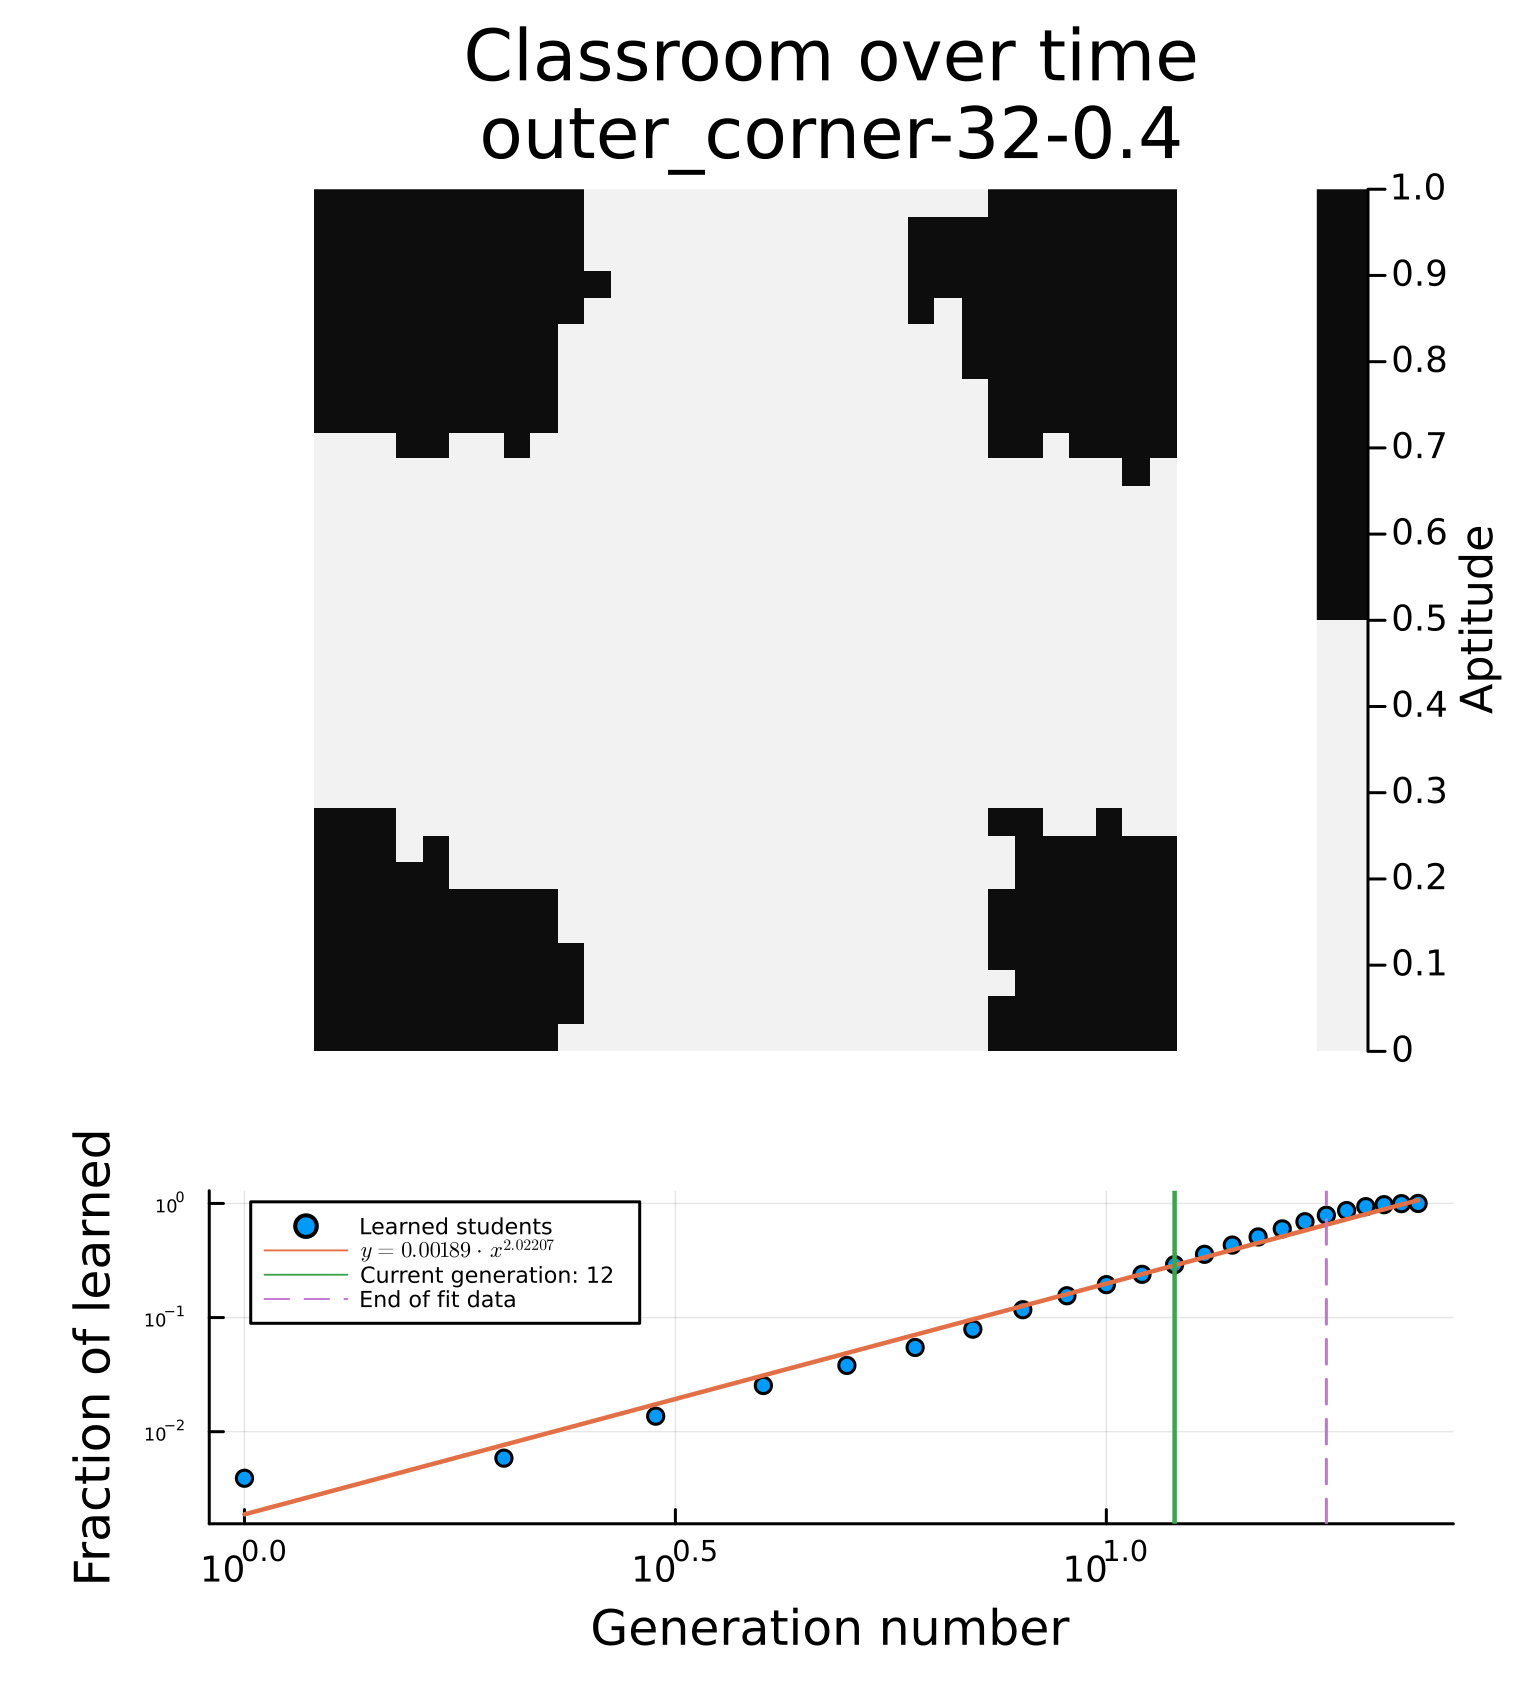 Classroom over time
outer_corner-32-0.4
1.0
0.9
0.8
0.7
0.6
0.5
0.4
0.3
0.2
0.1
0
Aptitude
Fraction of learned
10^0
10^-1
10^-2
Learned students
y = 0.00189 · x^2.02207
Current generation: 12
End of fit data
10^0.0
10^0.5
10^1.0
Generation number